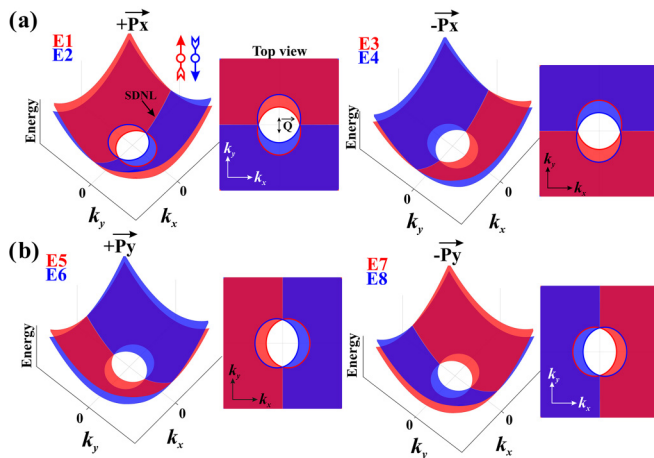 (a)
+Px
E1
E2
SDNL
Energy
0
0
ky
kx
Top view
Q
ky
kx
-Px
E3
E4
Energy
0
0
ky
kx
ky
kx
(b)
+Py
E5
E6
Energy
0
0
ky
kx
ky
kx
-Py
E7
E8
Energy
0
0
ky
kx
ky
kx